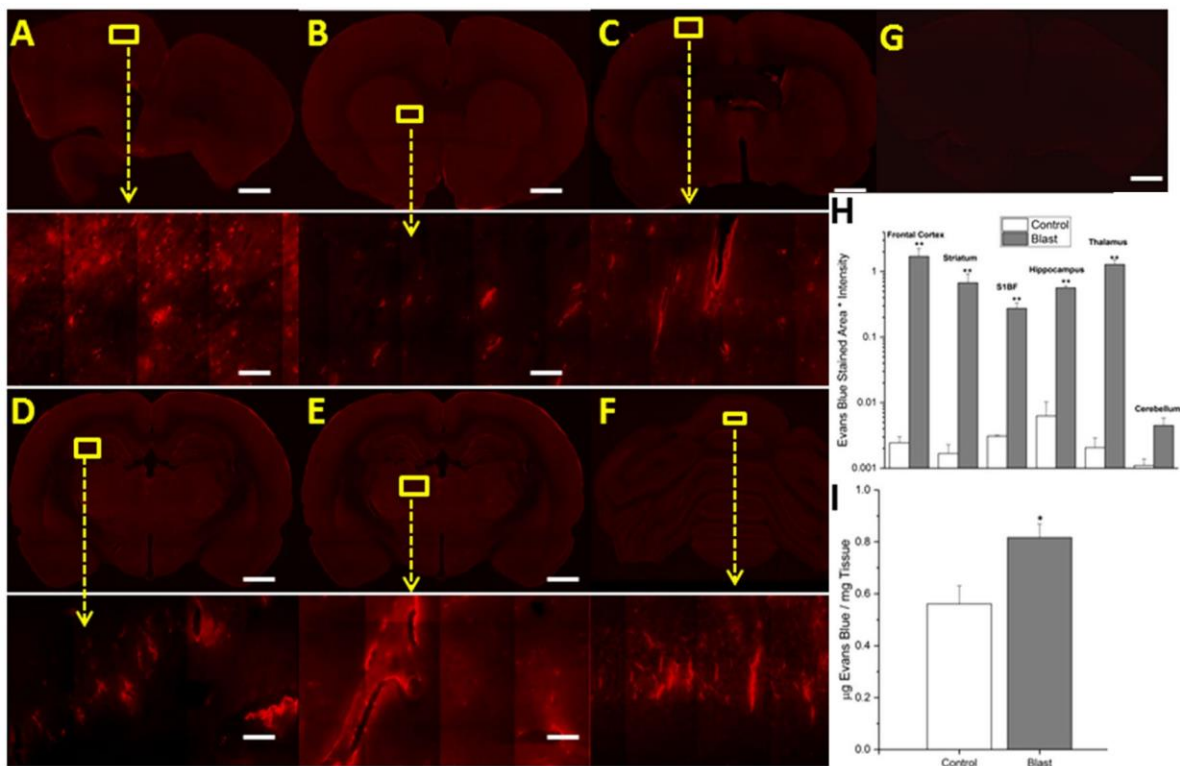 A B C G
D E F
H
Control
Blast
Frontal Cortex
**
Striatum
**
S1BF
**
Hippocampus
**
Thalamus
**
Cerebellum
Evans Blue Stained Area * Intensity
1
0.1
0.01
0.001
I
µg Evans Blue / mg Tissue
1.0
0.8
0.6
0.4
0.2
0.0
*
Control Blast